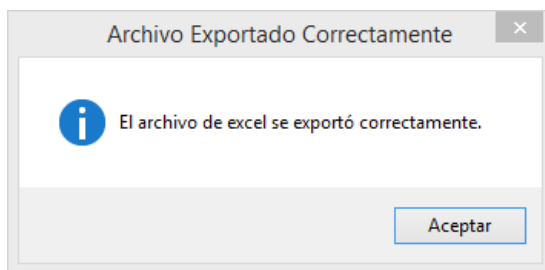 Archivo Exportado Correctamente
El archivo de excel se exportó correctamente.
Aceptar